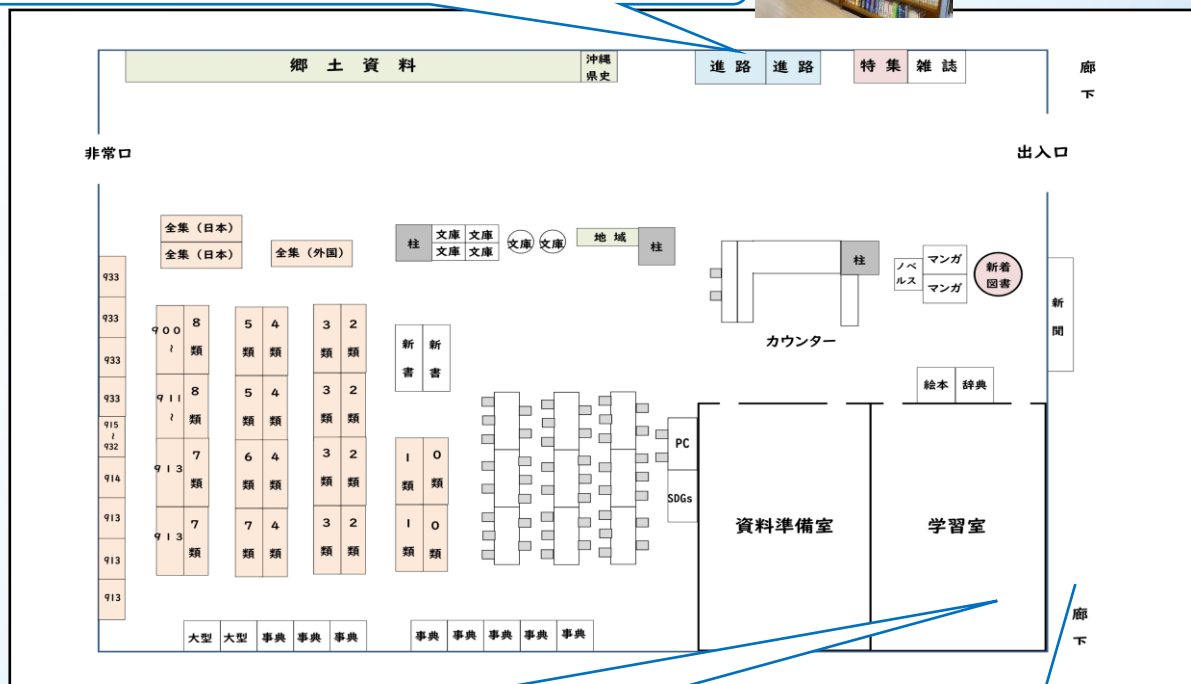 郷土資料
沖縄
県史
進路 進路
特集 雑誌
廊
下
非常口
出入口
全集(日本)
全集(日本)
全集(外国)
柱
文庫 文庫
文庫 文庫
文庫 文庫
地域
柱
柱
ノベ
ルス
マンガ
マンガ
新着
図書
新
聞
カウンター
絵本 辞典
933
933
933
933
915
~
932
914
913
913
913
900
~
8
類
911
~
8
類
913
7
類
913
7
類
5
類
4
類
5
類
4
類
6
類
4
類
7
類
4
類
3
類
2
類
3
類
2
類
3
類
2
類
3
類
2
類
新
書
新
書
1
類
0
類
1
類
0
類
PC
SDGs
資料準備室
学習室
廊
下
大型 大型 事典 事典 事典
事典 事典 事典 事典 事典